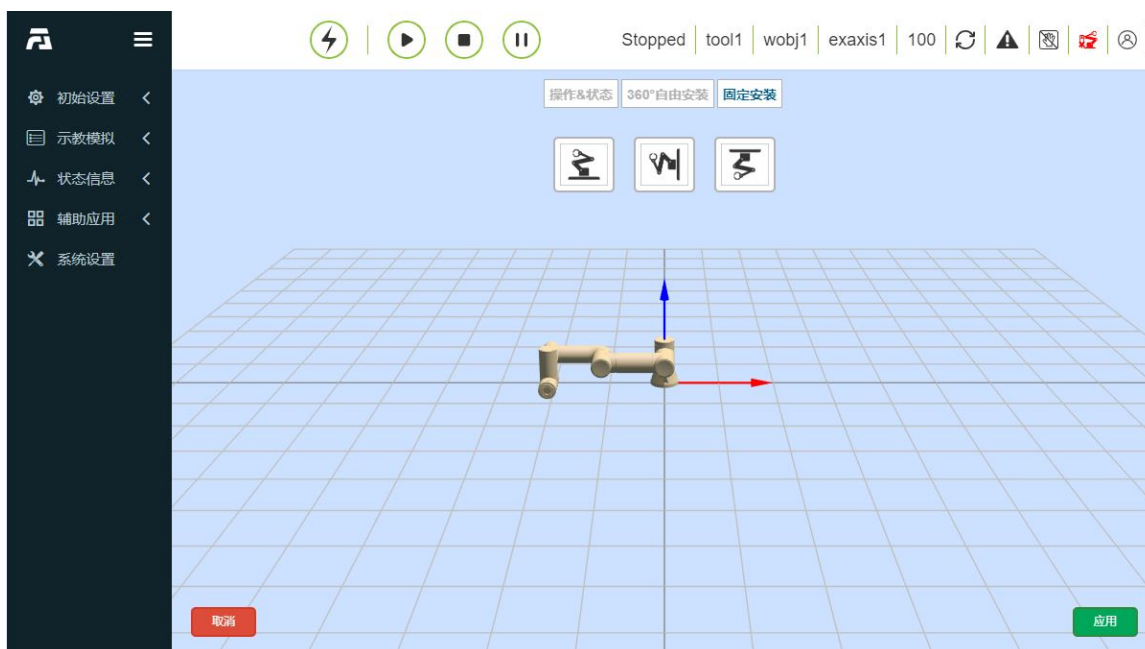 Stopped tool1 wobj1 exaxis1 100
初始设置
示教模拟
状态信息
辅助应用
系统设置
操作&状态 360°自由安装 固定安装
取消
应用